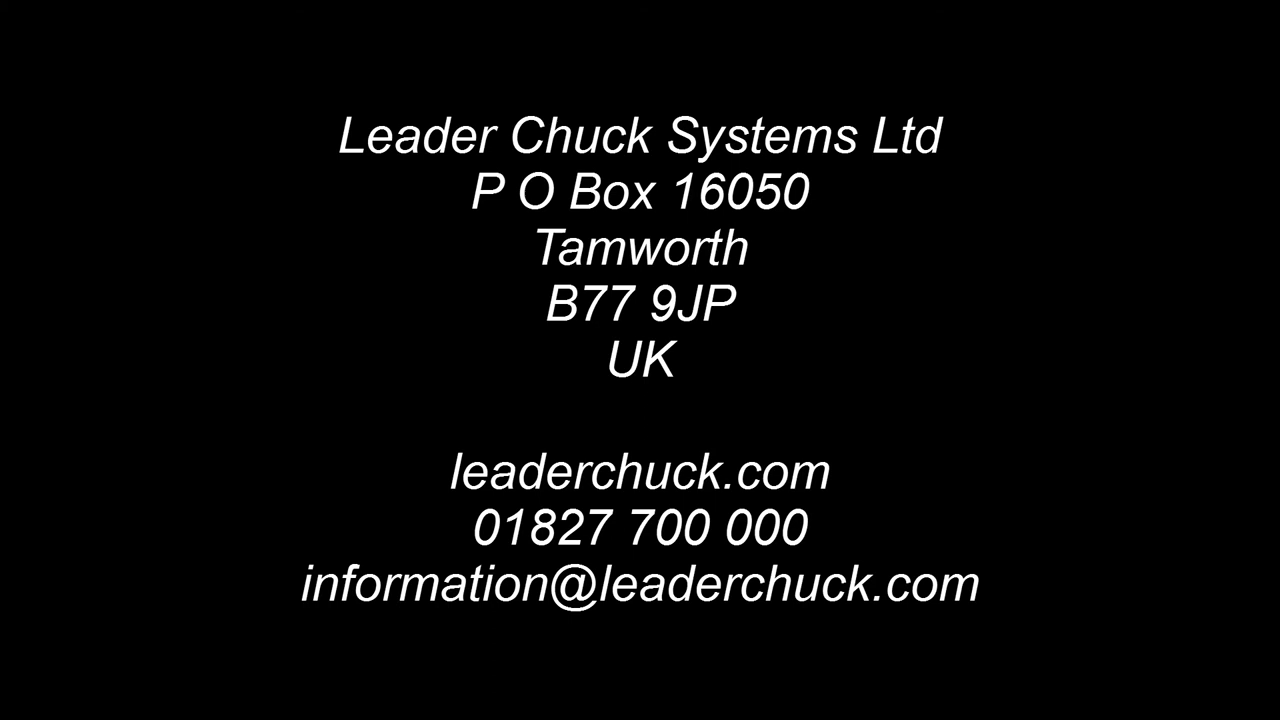 Leader Chuck Systems Ltd
P O Box 16050
Tamworth
B77 9JP
UK
leaderchuck.com
01827 700 000
information@leaderchuck.com